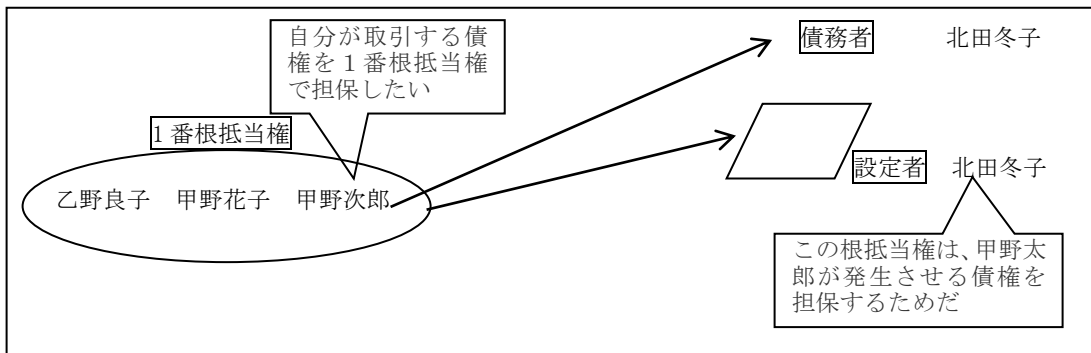 自分が取引する債
権を１番根抵当権
で担保したい
債務者 北田冬子
１番根抵当権
乙野良子 甲野花子 甲野次郎
設定者 北田冬子
この根抵当権は、甲野太
郎が発生させる債権を
担保するためだ